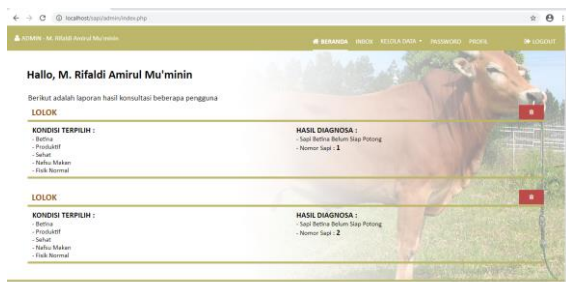 localhost/sapi/admin/index.php
ADMIN - M. Rifaldi Amirul Mu'minin
BERANDA INBOX KELOLA DATA PASSWORD PROFIL LOGOUT
Hallo, M. Rifaldi Amirul Mu'minin
Berikut adalah laporan hasil konsultasi beberapa pengguna
LOLOK
KONDISI TERPILIH :
- Betina
- Produktif
- Sehat
- Nafsu Makan
- Fisik Normal
HASIL DIAGNOSA :
- Sapi Betina Belum Siap Potong
- Nomor Sapi : 1
LOLOK
KONDISI TERPILIH :
- Betina
- Produktif
- Sehat
- Nafsu Makan
- Fisik Normal
HASIL DIAGNOSA :
- Sapi Betina Belum Siap Potong
- Nomor Sapi : 2